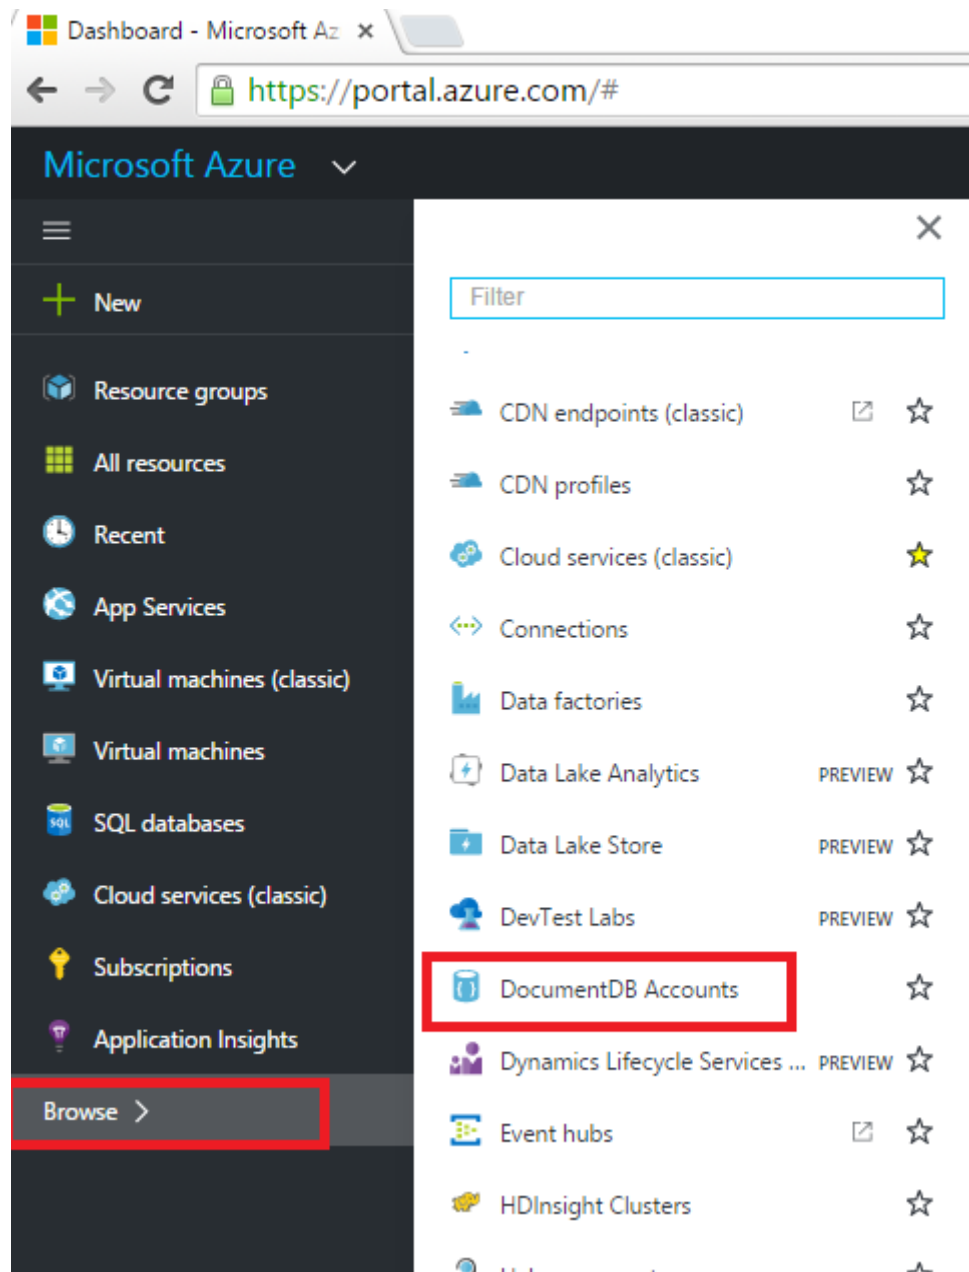 Dashboard - Microsoft Az
https://portal.azure.com/#
Microsoft Azure
New
Resource groups
All resources
Recent
App Services
Virtual machines (classic)
Virtual machines
SQL databases
Cloud services (classic)
Subscriptions
Application Insights
Browse
Filter
CDN endpoints (classic)
CDN profiles
Cloud services (classic)
Connections
Data factories
Data Lake Analytics PREVIEW
Data Lake Store PREVIEW
DevTest Labs PREVIEW
DocumentDB Accounts
Dynamics Lifecycle Services ... PREVIEW
Event hubs
HDInsight Clusters